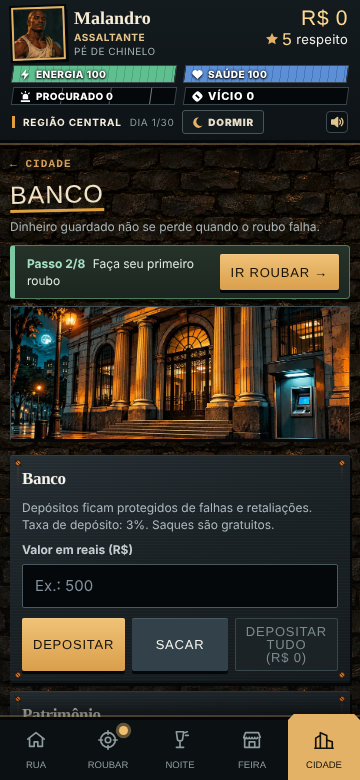 Malandro
ASSALTANTE
PÉ DE CHINELO
R$ 0
5 respeito
ENERGIA 100
SAÚDE 100
PROCURADO 0
VÍCIO 0
REGIÃO CENTRAL DIA 1/30 DORMIR
← CIDADE
BANCO
Dinheiro guardado não se perde quando o roubo falha.
Passo 2/8 Faça seu primeiro
roubo
IR ROUBAR →
Banco
Depósitos ficam protegidos de falhas e retaliações.
Taxa de depósito: 3%. Saques são gratuitos.
Valor em reais (R$)
Ex.: 500
DEPOSITAR
SACAR
DEPOSITAR
TUDO
(R$ 0)
Patrimônio
RUA
ROUBAR
NOITE
FEIRA
CIDADE